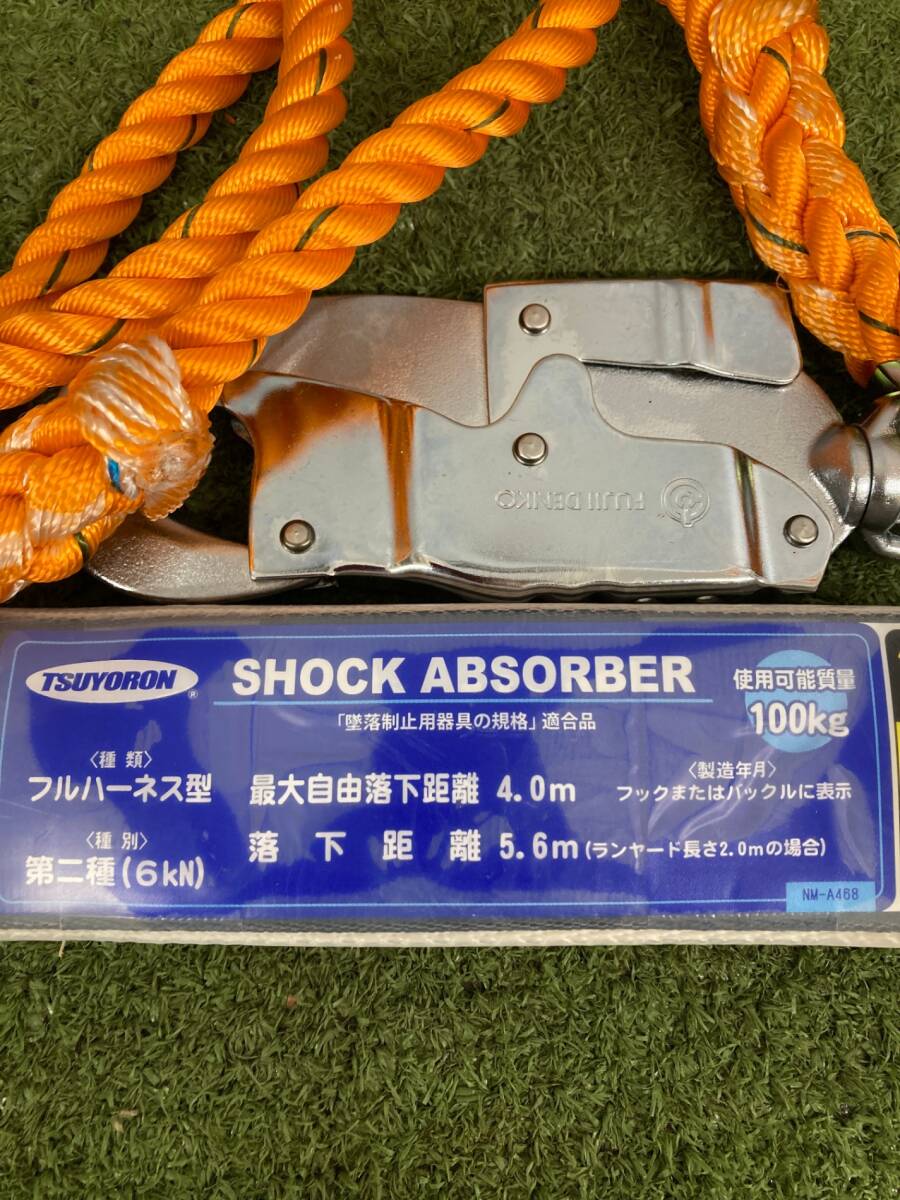 FUJII DENKO
TSUYORON ®
SHOCK ABSORBER
「墜落制止用器具の規格」適合品
使用可能質量
100kg
〈種 類〉
フルハーネス型
最大自由落下距離 4.0m
〈製造年月〉
フックまたはバックルに表示
〈種 別〉
第二種(6kN)
落下距離 5.6m(ランヤード長さ2.0mの場合)
NM-A468